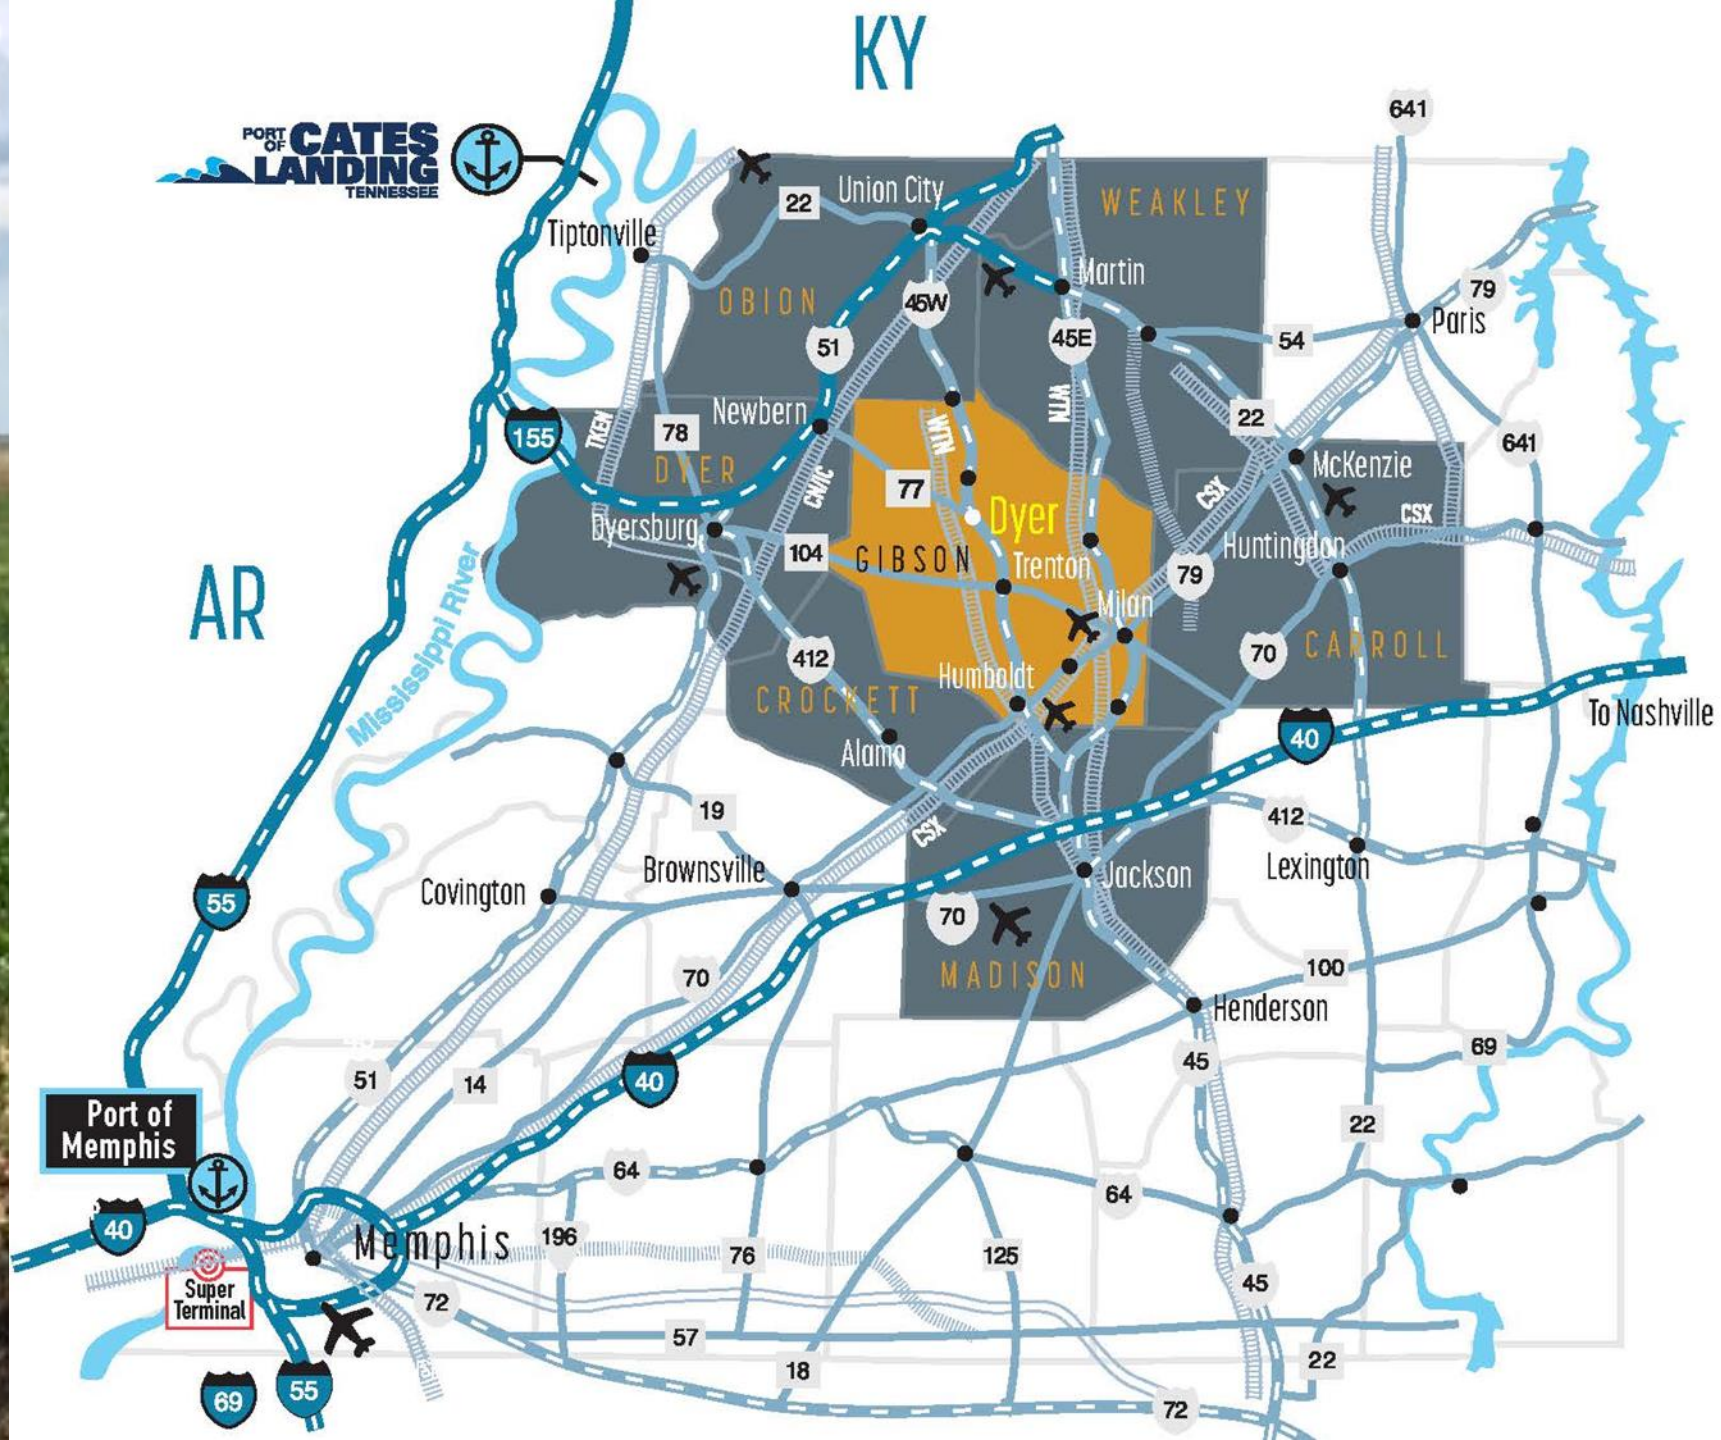 KY
641
PORT OF CATES
LANDING
TENNESSEE
22
Union City
WEAKLEY
Tiptonville
Martin
OBION
45W
79
Paris
51
45E
54
TKEN
78
Newbern
WTN
WTN
22
155
DYER
CN/IC
77
McKenzie
641
CSX
Dyer
CSX
Dyersburg
104
GIBSON
Trenton
Huntingdon
79
AR
Mississippi River
Milan
412
70
CARROLL
Humboldt
CROCKETT
To Nashville
Alamo
40
19
CSX
412
Covington
Brownsville
Lexington
55
Jackson
70
70
MADISON
100
Henderson
51
14
40
45
69
Port of
Memphis
22
64
64
40
Memphis
196
76
125
Super
Terminal
72
45
57
18
22
69
55
72